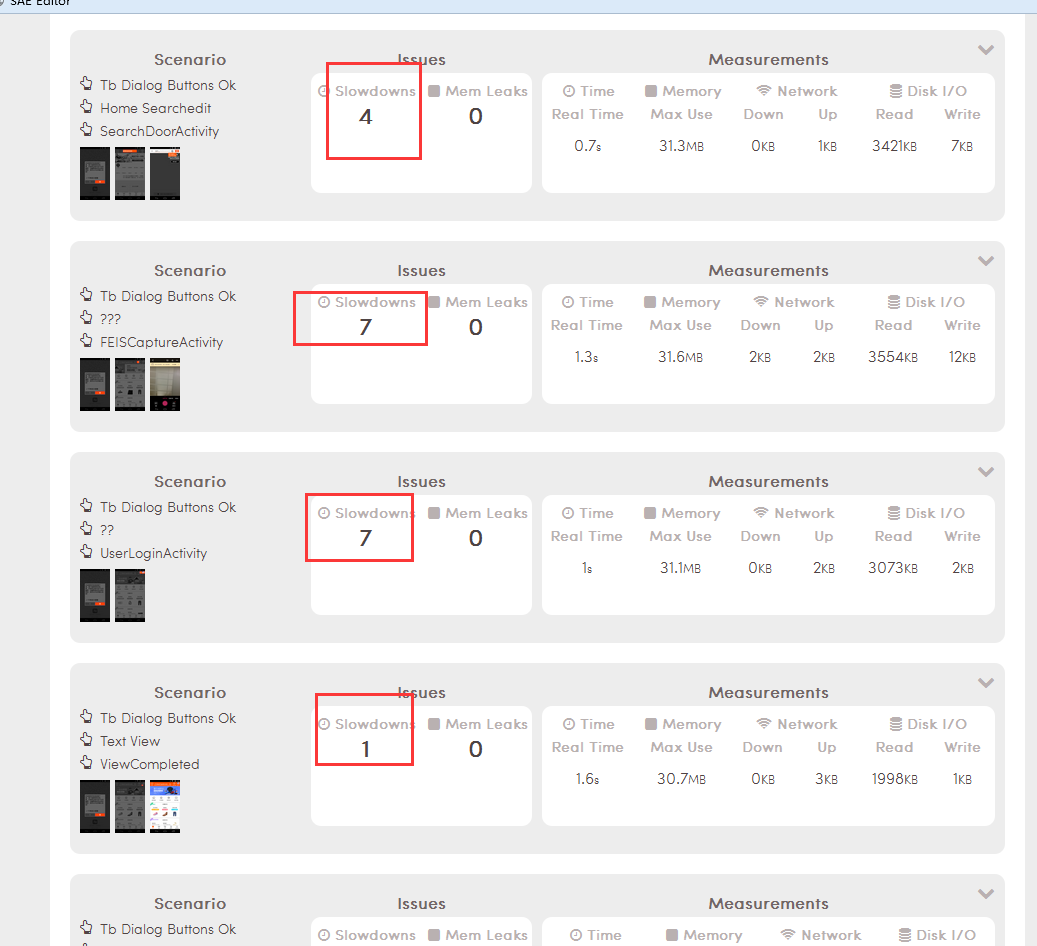 SAE Editor
Scenario Issues Measurements
Tb Dialog Buttons Ok Slowdowns Mem Leaks Time Memory Network Disk I/O
Home Searchedit 4 0 Real Time Max Use Down Up Read Write
SearchDoorActivity 0.7s 31.3MB 0KB 1KB 3421KB 7KB
Scenario Issues Measurements
Tb Dialog Buttons Ok Slowdowns Mem Leaks Time Memory Network Disk I/O
??? 7 0 Real Time Max Use Down Up Read Write
FEISCaptureActivity 1.3s 31.6MB 2KB 2KB 3554KB 12KB
Scenario Issues Measurements
Tb Dialog Buttons Ok Slowdowns Mem Leaks Time Memory Network Disk I/O
?? 7 0 Real Time Max Use Down Up Read Write
UserLoginActivity 1s 31.1MB 0KB 2KB 3073KB 2KB
Scenario Issues Measurements
Tb Dialog Buttons Ok Slowdowns Mem Leaks Time Memory Network Disk I/O
Text View 1 0 Real Time Max Use Down Up Read Write
ViewCompleted 1.6s 30.7MB 0KB 3KB 1998KB 1KB
Scenario Issues Measurements
Tb Dialog Buttons Ok Slowdowns Mem Leaks Time Memory Network Disk I/O